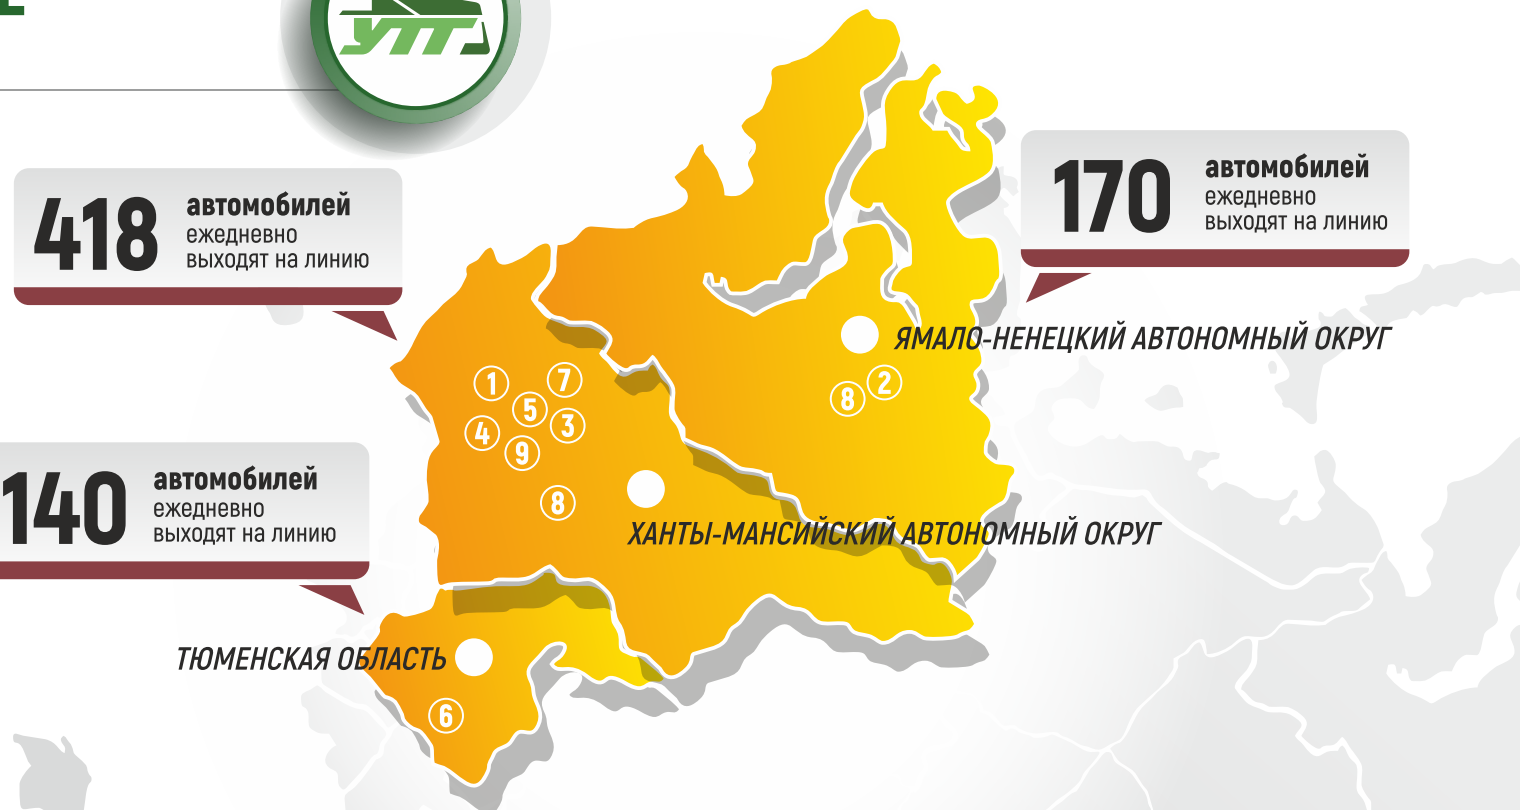 УТТ
418
автомобилей
ежедневно
выходят на линию
170
автомобилей
ежедневно
выходят на линию
ЯМАЛО-НЕНЕЦКИЙ АВТОНОМНЫЙ ОКРУГ
1
7
5
4
3
9
8
8
2
140
автомобилей
ежедневно
выходят на линию
ХАНТЫ-МАНСИЙСКИЙ АВТОНОМНЫЙ ОКРУГ
ТЮМЕНСКАЯ ОБЛАСТЬ
6